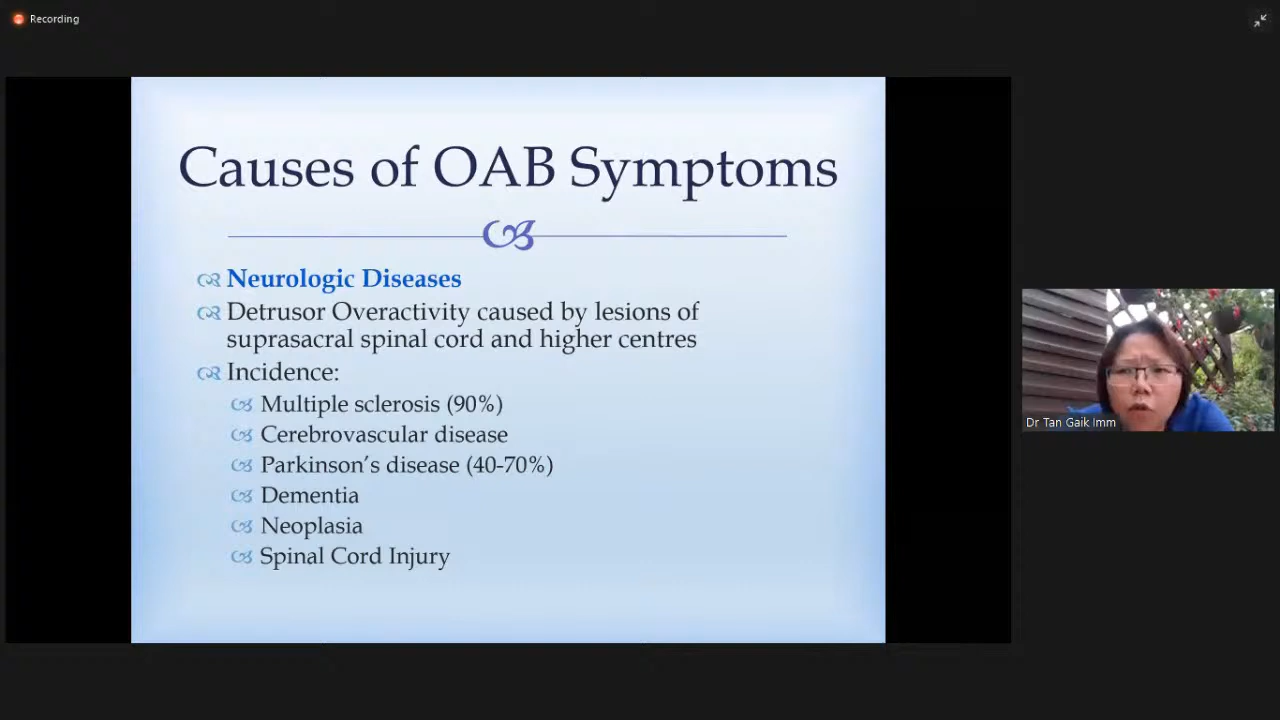 Recording
Causes of OAB Symptoms
Neurologic Diseases
Detrusor Overactivity caused by lesions of
suprasacral spinal cord and higher centres
Incidence:
Multiple sclerosis (90%)
Cerebrovascular disease
Parkinson’s disease (40-70%)
Dementia
Neoplasia
Spinal Cord Injury
Dr Tan Gaik Imm